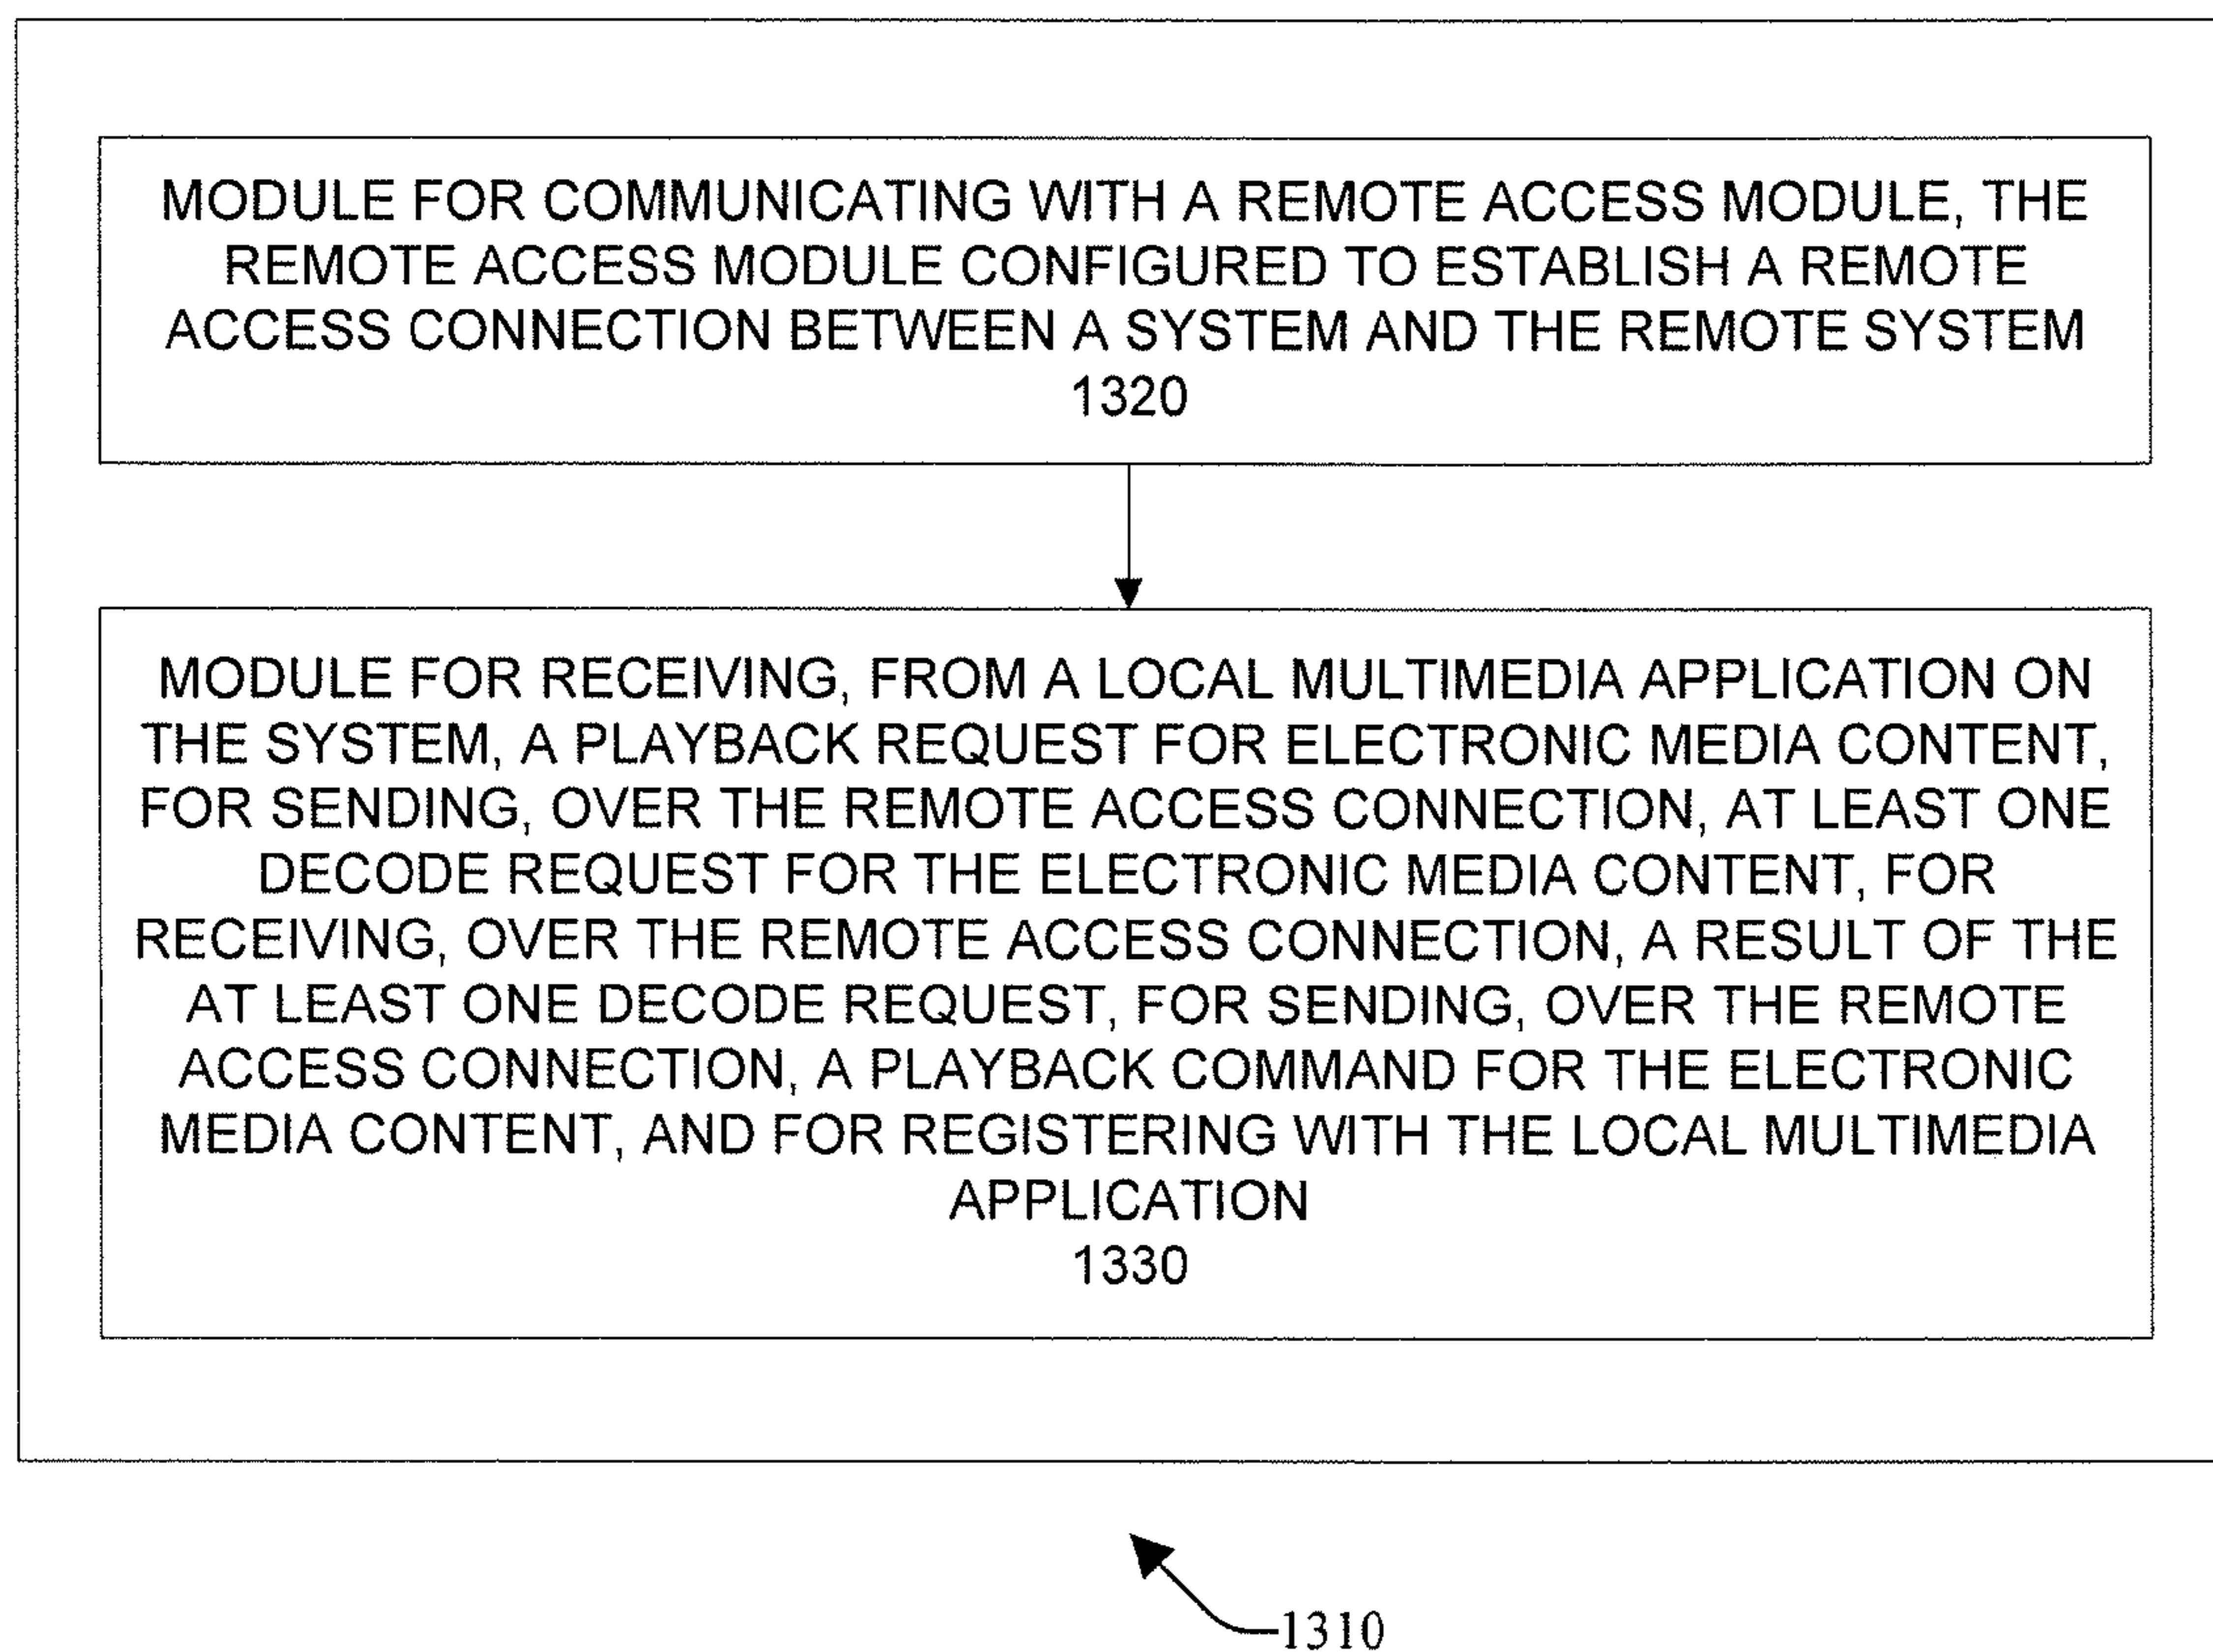 MODULE FOR COMMUNICATING WITH A REMOTE ACCESS MODULE, THE
REMOTE ACCESS MODULE CONFIGURED TO ESTABLISH A REMOTE
ACCESS CONNECTION BETWEEN A SYSTEM AND THE REMOTE SYSTEM
1320
MODULE FOR RECEIVING, FROM A LOCAL MULTIMEDIA APPLICATION ON
THE SYSTEM, A PLAYBACK REQUEST FOR ELECTRONIC MEDIA CONTENT,
FOR SENDING, OVER THE REMOTE ACCESS CONNECTION, AT LEAST ONE
DECODE REQUEST FOR THE ELECTRONIC MEDIA CONTENT, FOR
RECEIVING, OVER THE REMOTE ACCESS CONNECTION, A RESULT OF THE
AT LEAST ONE DECODE REQUEST, FOR SENDING, OVER THE REMOTE
ACCESS CONNECTION, A PLAYBACK COMMAND FOR THE ELECTRONIC
MEDIA CONTENT, AND FOR REGISTERING WITH THE LOCAL MULTIMEDIA
APPLICATION
1330
1310